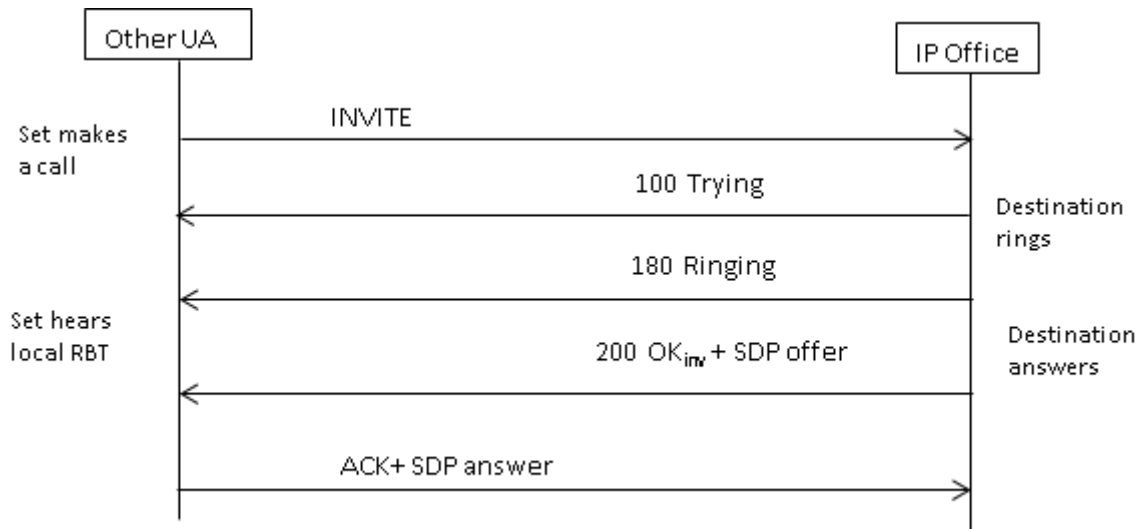 Other UA
IP Office
INVITE
Set makes
a call
100 Trying
Destination
rings
180 Ringing
Set hears
local RBT
200 OKinv + SDP offer
Destination
answers
ACK+ SDP answer